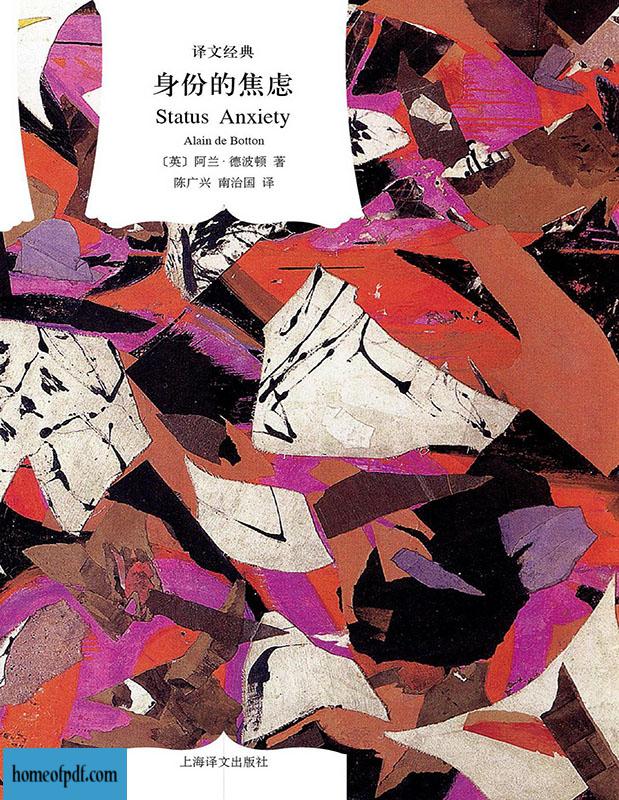 译文经典
身份的焦虑
Status Anxiety
Alain de Botton
〔英〕阿兰·德波顿 著
陈广兴 南治国 译
上海译文出版社
homeofpdf.com